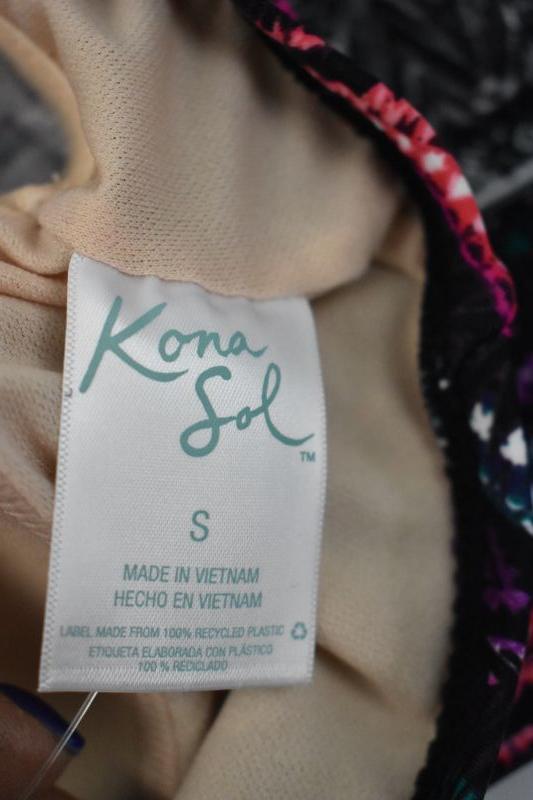 Kona
Sol
TM
S
MADE IN VIETNAM
HECHO EN VIETNAM
LABEL MADE FROM 100% RECYCLED PLASTIC
ETIQUETA ELABORADA CON PLÁSTICO
100 % RECICLADO